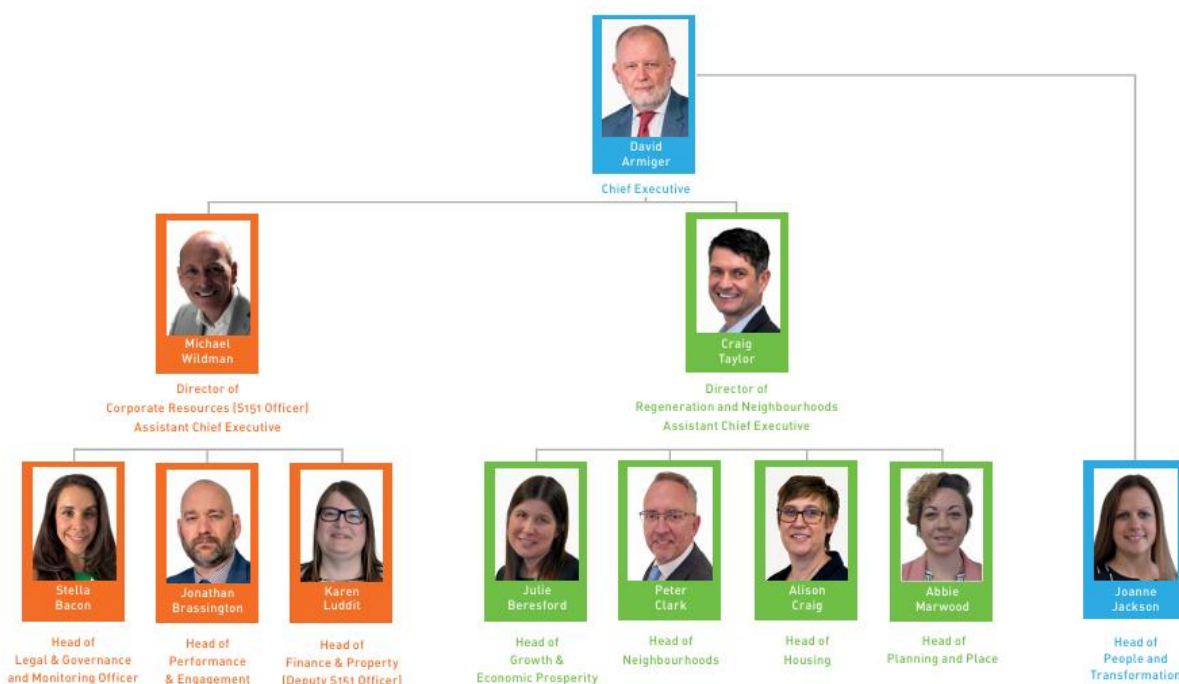 David
Armiger
Chief Executive
Michael
Wildman
Craig
Taylor
Director of
Corporate Resources (S151 Officer)
Assistant Chief Executive
Director of
Regeneration and Neighbourhoods
Assistant Chief Executive
Stella
Bacon
Jonathan
Brassington
Karen
Luddit
Julie
Beresford
Peter
Clark
Alison
Craig
Abbie
Marwood
Joanne
Jackson
Head of
Legal & Governance
and Monitoring Officer
Head of
Performance
& Engagement
Head of
Finance & Property
(Deputy S151 Officer)
Head of
Growth &
Economic Prosperity
Head of
Neighbourhoods
Head of
Housing
Head of
Planning and Place
Head of
People and
Transformation